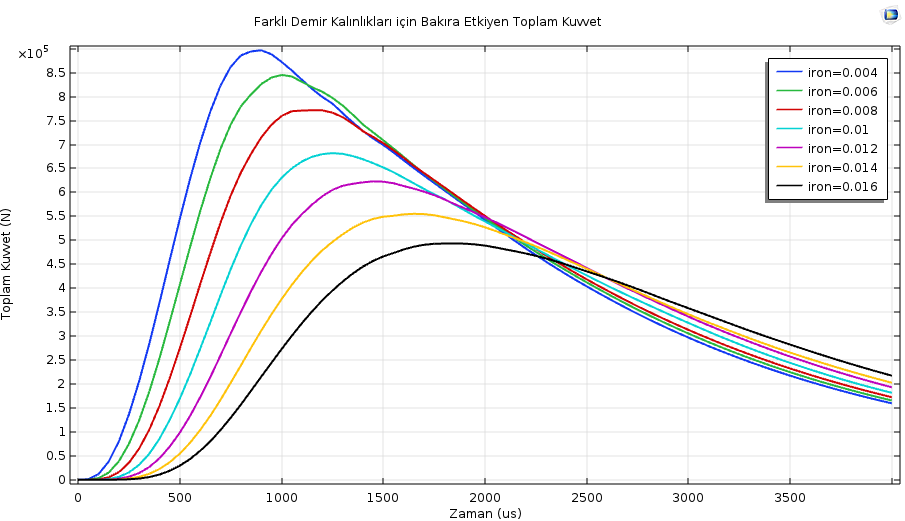 Farklı Demir Kalınlıkları için Bakıra Etkiyen Toplam Kuvvet
×10⁵
8.5
8
7.5
7
6.5
6
5.5
5
4.5
4
3.5
3
2.5
2
1.5
1
0.5
0
Toplam Kuvvet (N)
iron=0.004
iron=0.006
iron=0.008
iron=0.01
iron=0.012
iron=0.014
iron=0.016
0 500 1000 1500 2000 2500 3000 3500
Zaman (us)